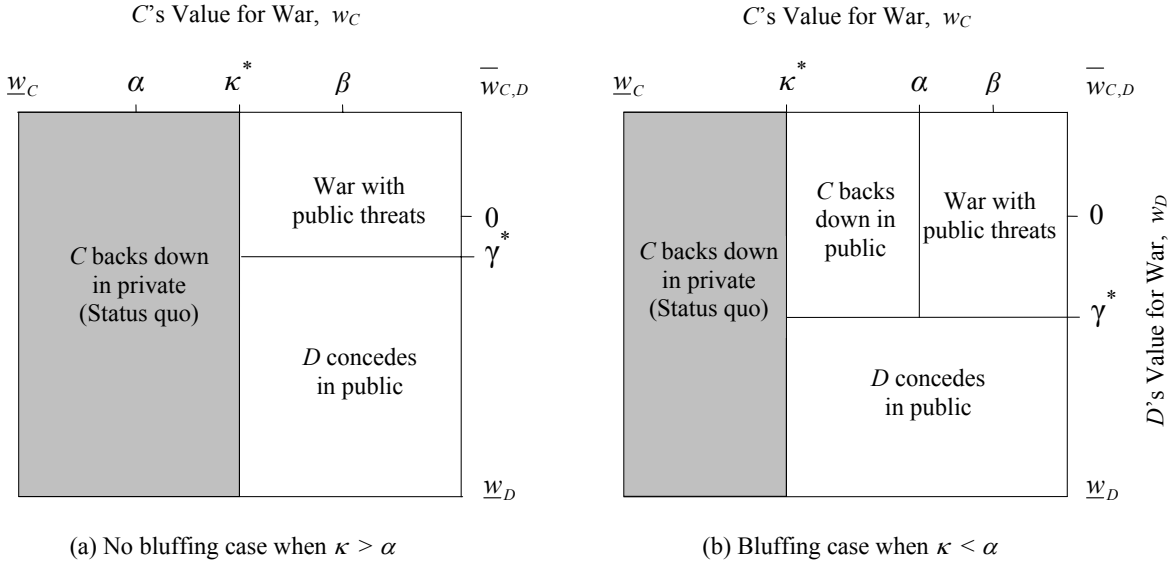 C's Value for War, w_C
w_C α κ* β w_C,D
War with
public threats
0
γ*
C backs down
in private
(Status quo)
D concedes
in public
w_D
(a) No bluffing case when κ > α
C's Value for War, w_C
w_C κ* α β w_C,D
C backs
down in
public
War with
public threats
0
C backs down
in private
(Status quo)
γ*
D concedes
in public
w_D
D's Value for War, w_D
(b) Bluffing case when κ < α